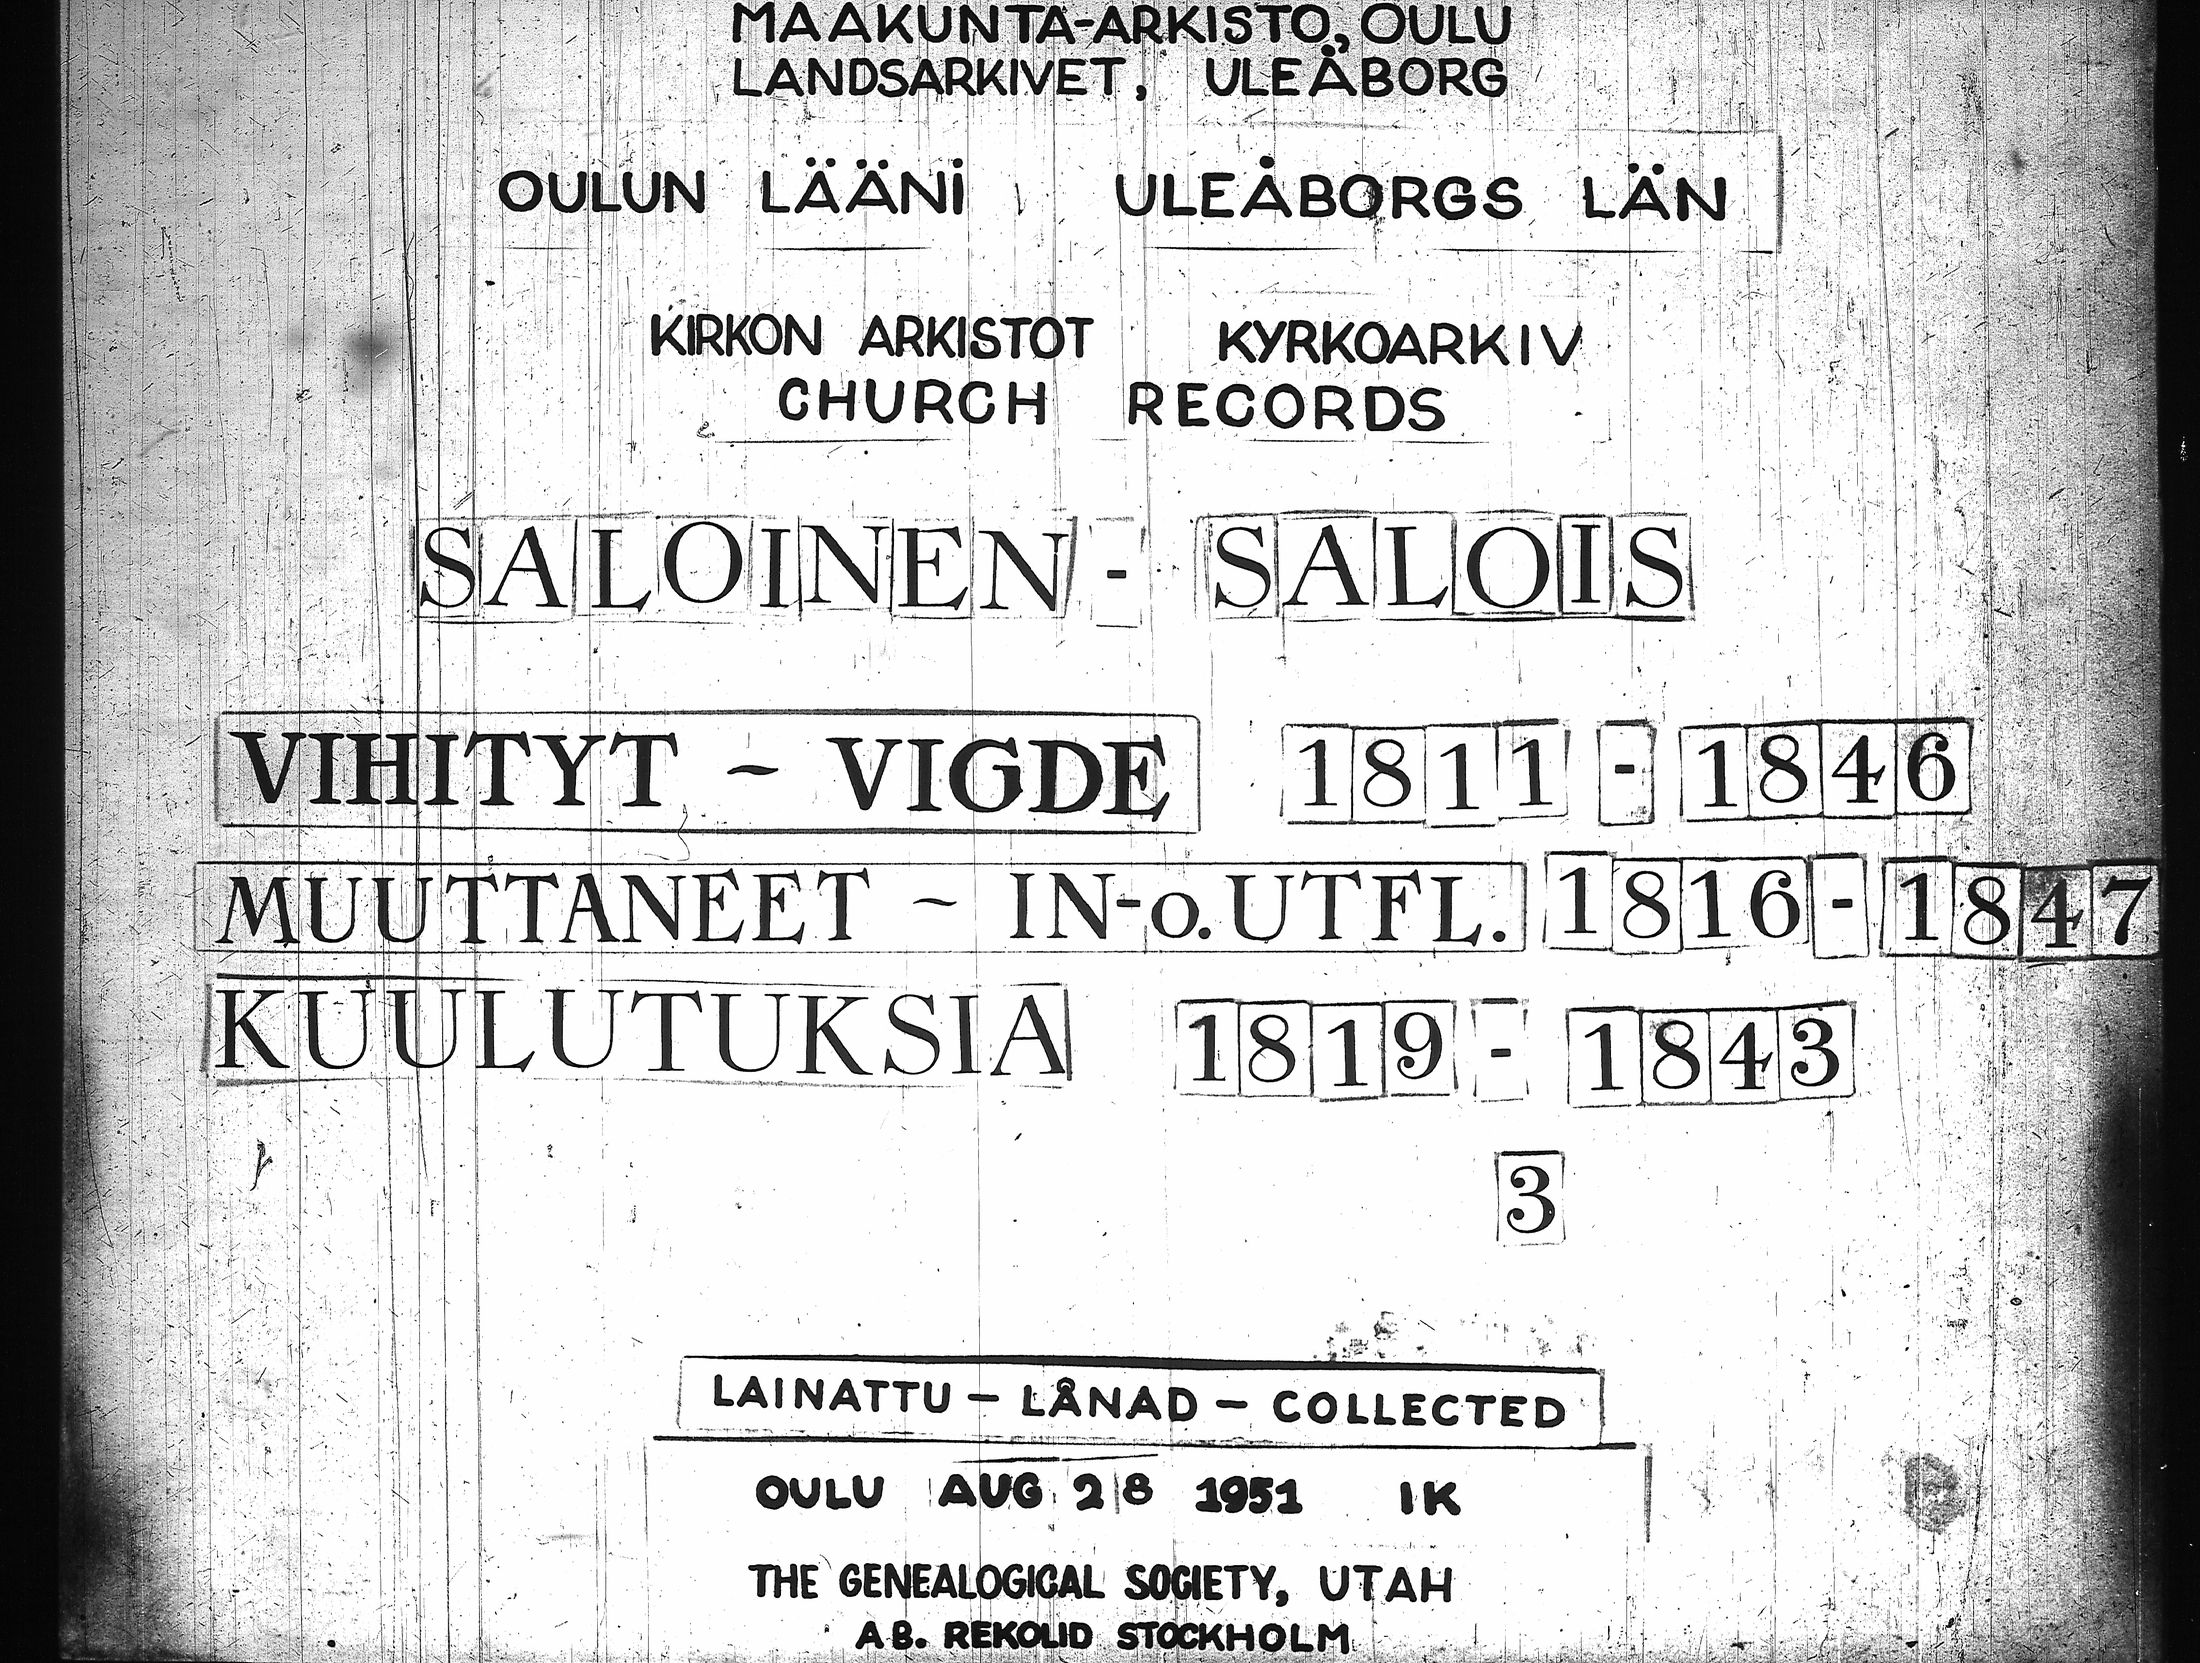 MAAKUNTA-ARKISTO, OULU
LANDSARKIVET, ULEÅBORG
OULUN LÄÄNI ULEÅBORGS LÄN
KIRKON ARKISTOT KYRKOARKIV
CHURCH RECORDS
SALOINEN - SALOIS
VIHITYT ~ VIGDE 1811 - 1846
MUUTTANEET ~ IN-o.UTFL. 1816 - 1847
KUULUTUKSIA 1819 - 1843
3
LAINATTU — LÅNAD — COLLECTED
OULU AUG 28 1951 IK
THE GENEALOGICAL SOCIETY, UTAH
AB. REKOLID STOCKHOLM